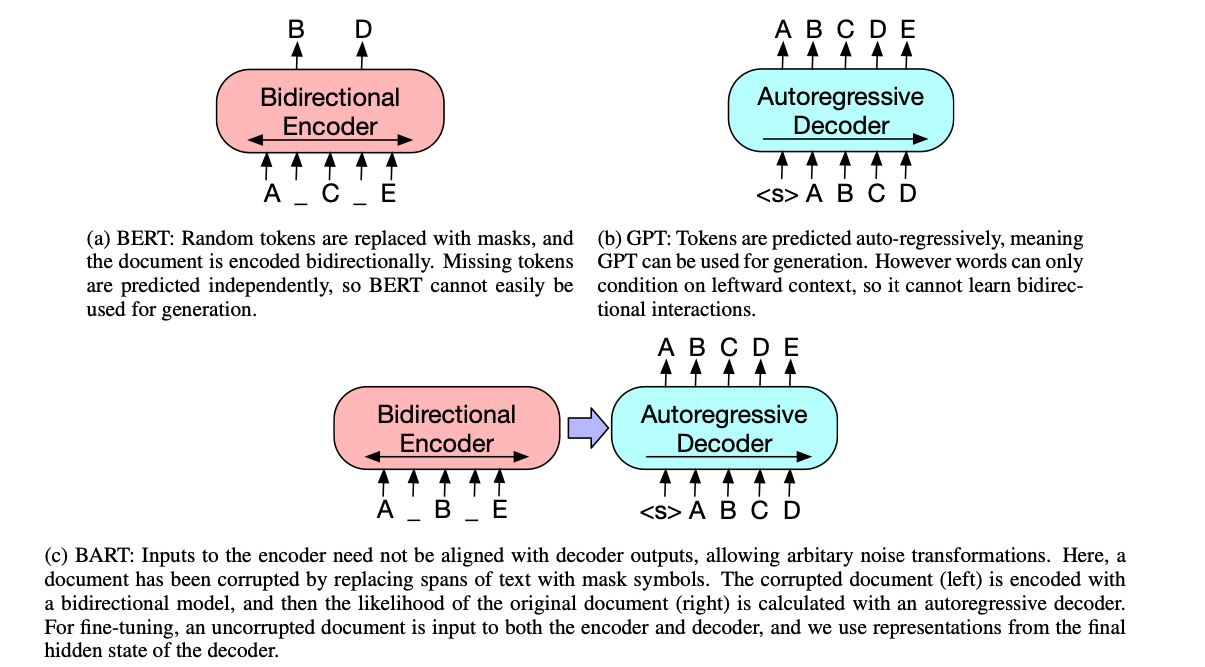 B D
Bidirectional
Encoder
A _ C _ E
(a) BERT: Random tokens are replaced with masks, and
the document is encoded bidirectionally. Missing tokens
are predicted independently, so BERT cannot easily be
used for generation.
A B C D E
Autoregressive
Decoder
<s> A B C D
(b) GPT: Tokens are predicted auto-regressively, meaning
GPT can be used for generation. However words can only
condition on leftward context, so it cannot learn bidirec-
tional interactions.
Bidirectional
Encoder
A _ B _ E
A B C D E
Autoregressive
Decoder
<s> A B C D
(c) BART: Inputs to the encoder need not be aligned with decoder outputs, allowing arbitary noise transformations. Here, a
document has been corrupted by replacing spans of text with mask symbols. The corrupted document (left) is encoded with
a bidirectional model, and then the likelihood of the original document (right) is calculated with an autoregressive decoder.
For fine-tuning, an uncorrupted document is input to both the encoder and decoder, and we use representations from the final
hidden state of the decoder.